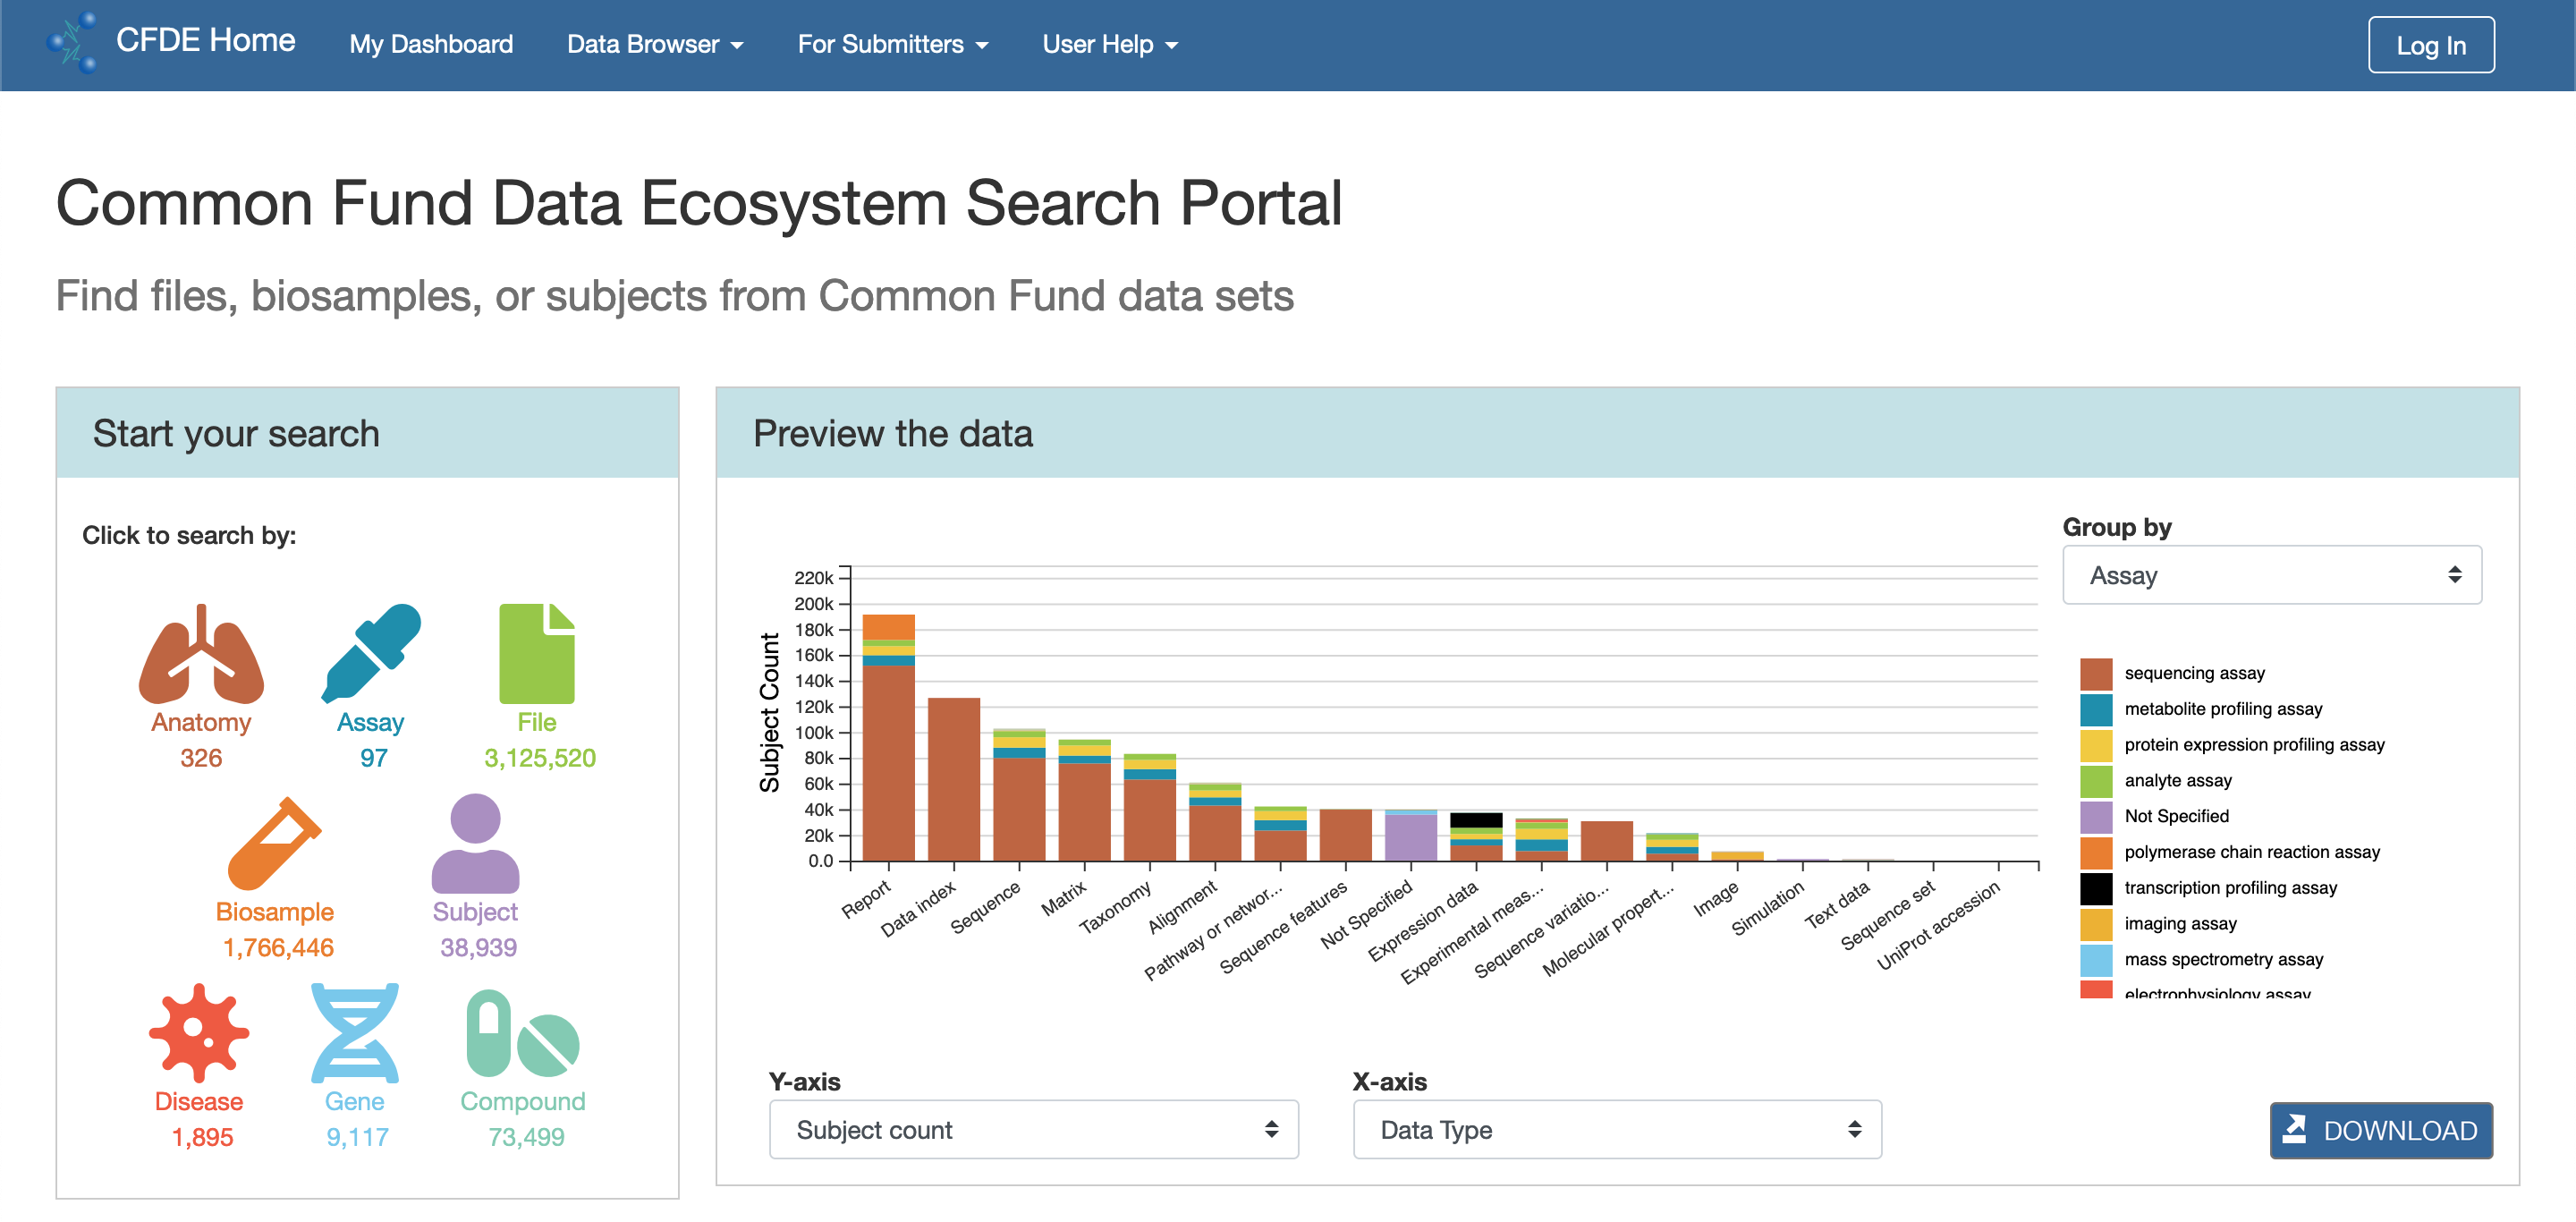 CFDE Home My Dashboard Data Browser For Submitters User Help Log In
Common Fund Data Ecosystem Search Portal
Find files, biosamples, or subjects from Common Fund data sets
Start your search
Click to search by:
Anatomy
326
Assay
97
File
3,125,520
Biosample
1,766,446
Subject
38,939
Disease
1,895
Gene
9,117
Compound
73,499
Preview the data
Subject Count
220k
200k
180k
160k
140k
120k
100k
80k
60k
40k
20k
0.0
Report
Data index
Sequence
Matrix
Taxonomy
Alignment
Pathway or networ...
Sequence features
Not Specified
Expression data
Experimental meas...
Sequence variatio...
Molecular propert...
Image
Simulation
Text data
Sequence set
UniProt accession
Group by
Assay
sequencing assay
metabolite profiling assay
protein expression profiling assay
analyte assay
Not Specified
polymerase chain reaction assay
transcription profiling assay
imaging assay
mass spectrometry assay
electrophysiology assay
Y-axis
Subject count
X-axis
Data Type
DOWNLOAD